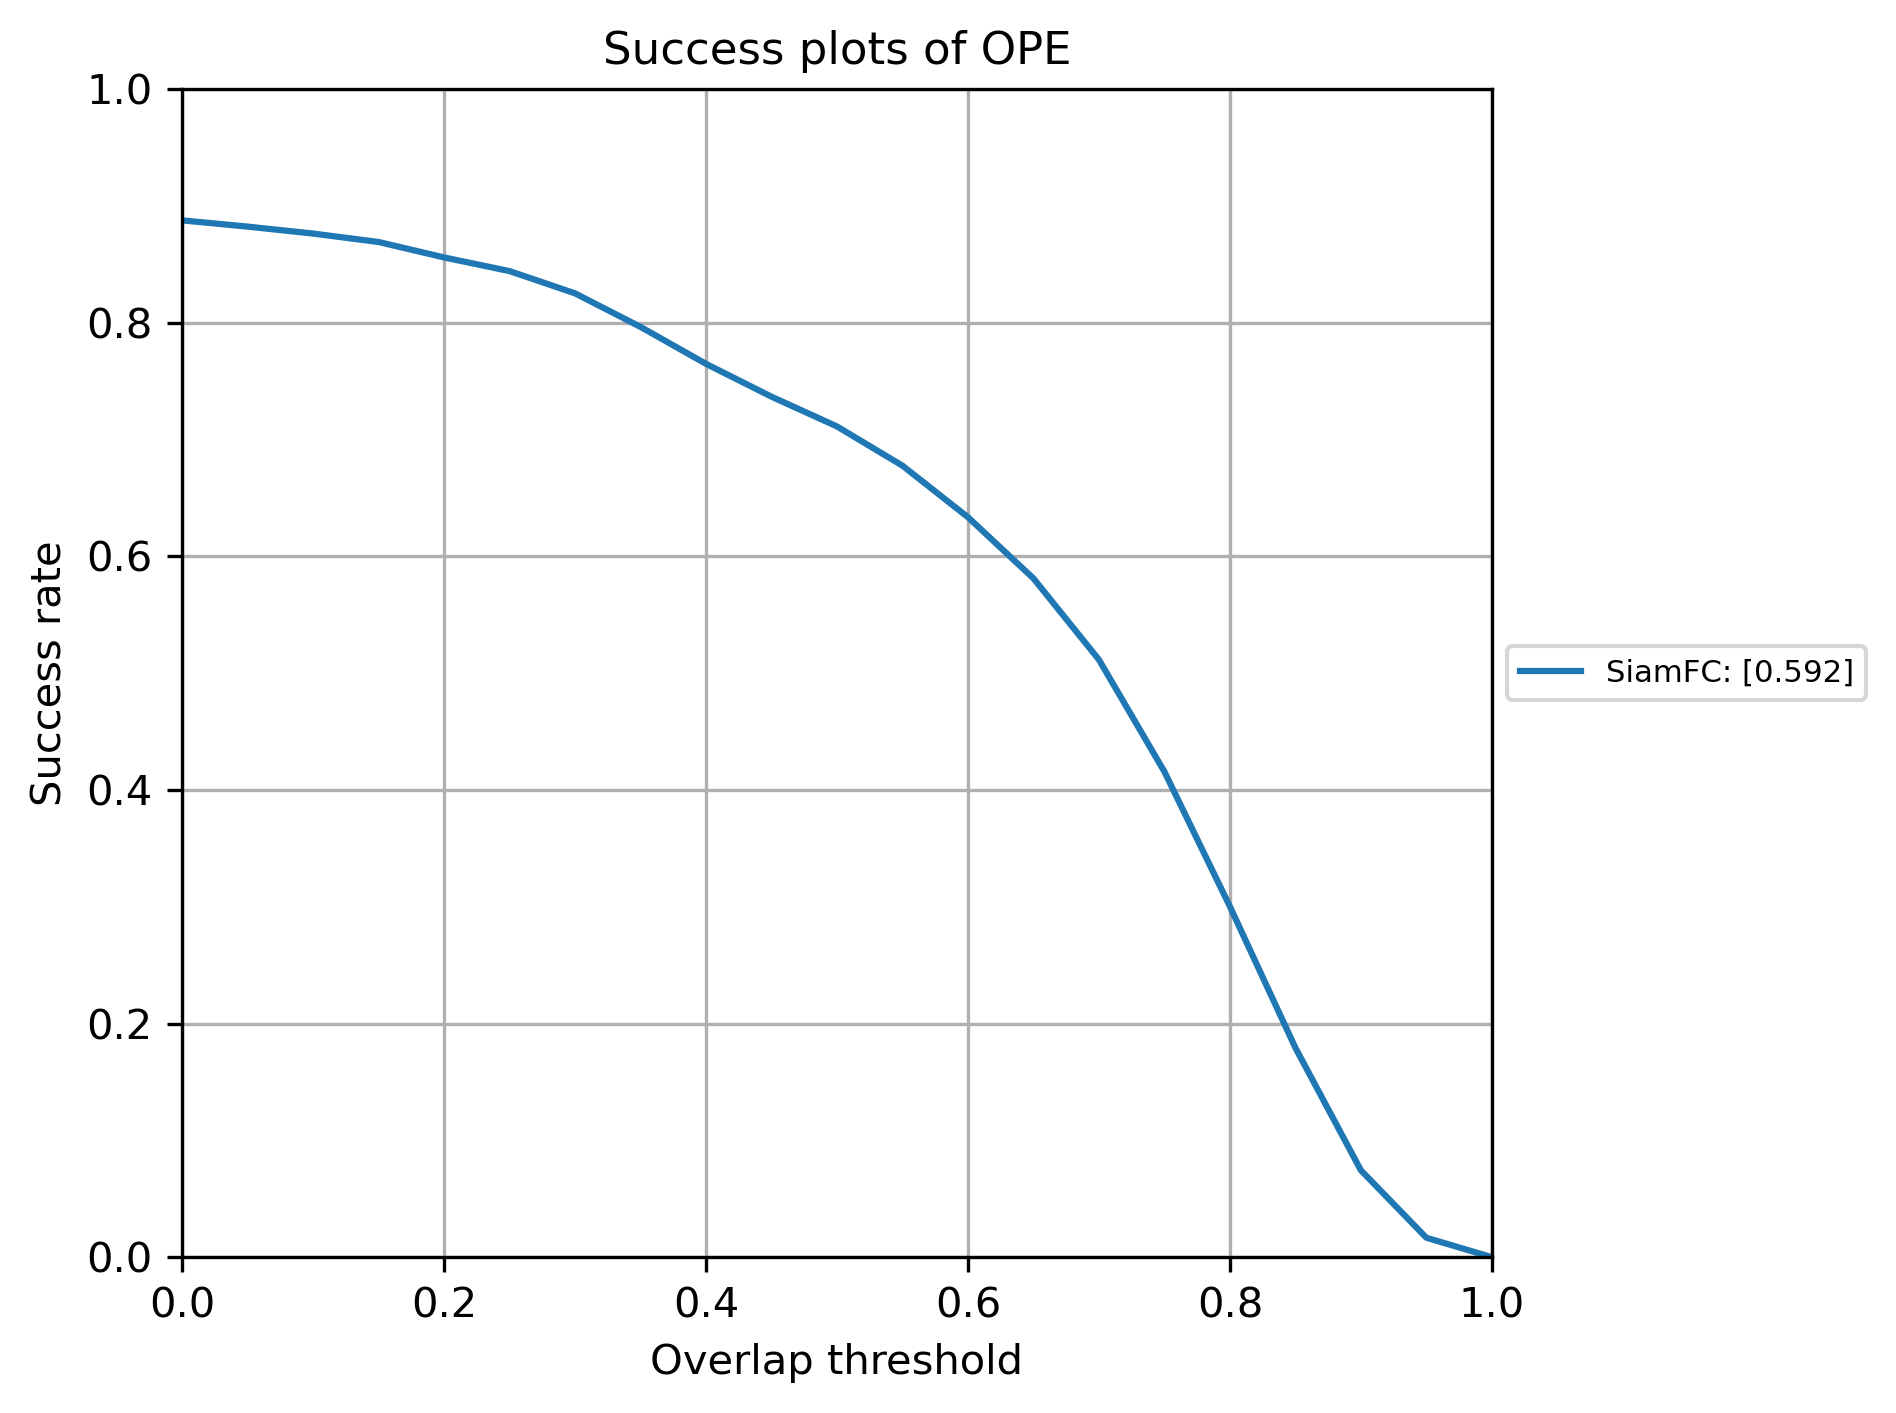 Success plots of OPE
1.0
0.8
0.6
0.4
0.2
0.0
Success rate
0.0 0.2 0.4 0.6 0.8 1.0
Overlap threshold
SiamFC: [0.592]